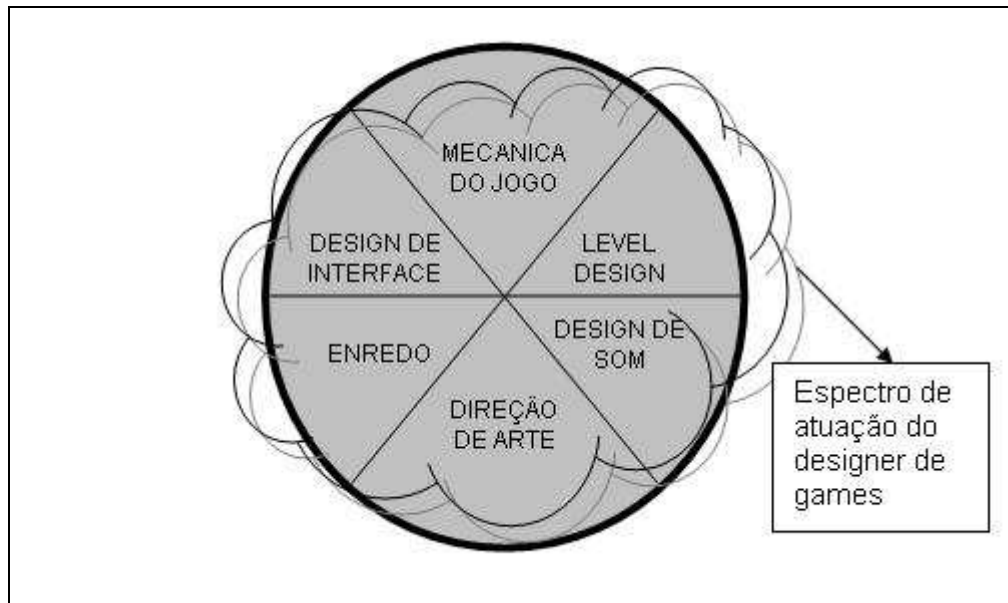 MECANICA
DO JOGO
DESIGN DE
INTERFACE
LEVEL
DESIGN
ENREDO
DESIGN DE
SOM
DIREÇÃO
DE ARTE
Espectro de
atuação do
designer de
games